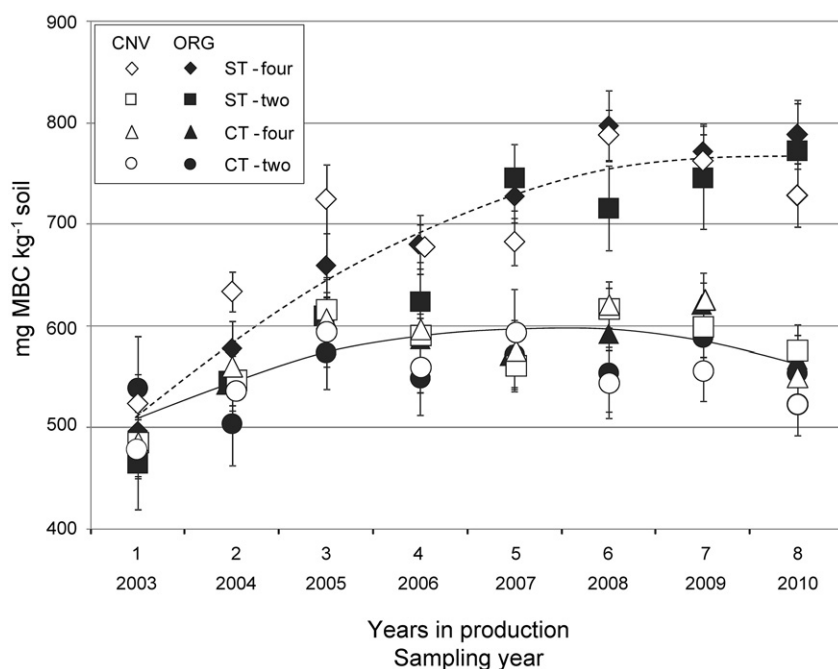 mg MBC kg⁻¹ soil
900
800
700
600
500
400
CNV ORG
ST - four
ST - two
CT - four
CT - two
1 2 3 4 5 6 7 8
2003 2004 2005 2006 2007 2008 2009 2010
Years in production
Sampling year